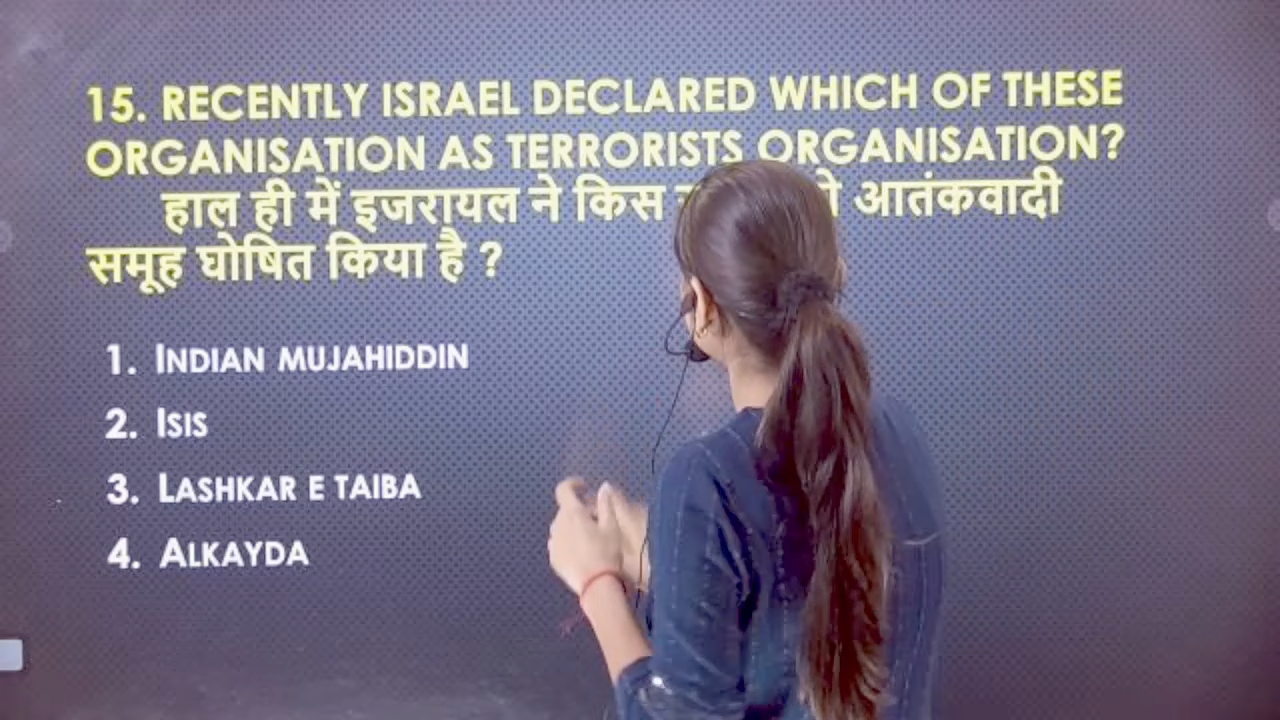 15. RECENTLY ISRAEL DECLARED WHICH OF THESE
ORGANISATION AS TERRORISTS ORGANISATION?
हाल ही में इजरायल ने किस आतंकवादी
समूह घोषित किया है ?
1. INDIAN MUJAHIDDIN
2. ISIS
3. LASHKAR E TAIBA
4. ALKAYDA